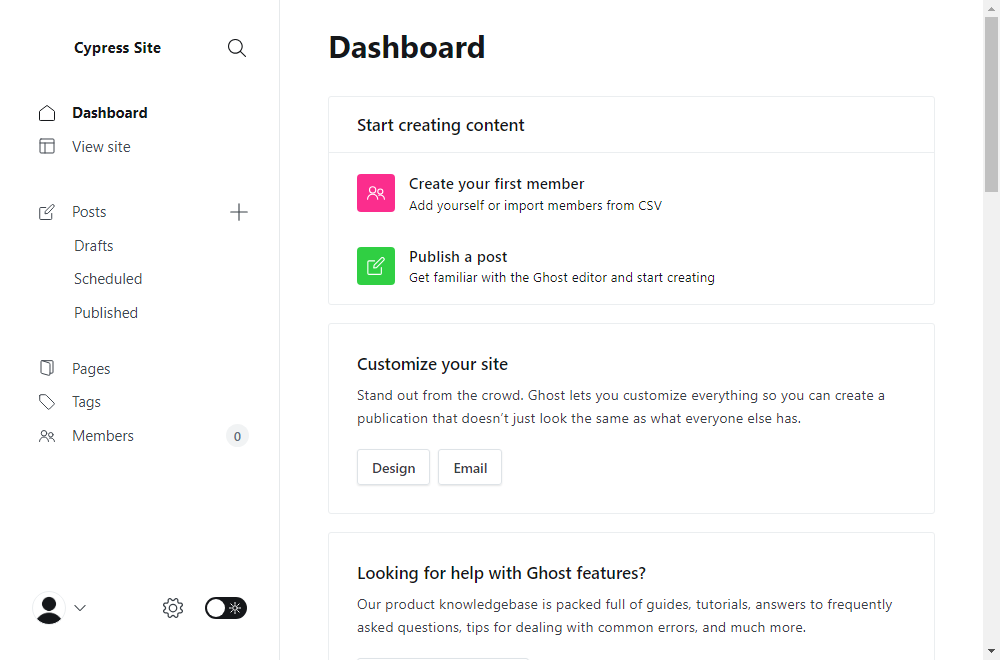 Cypress Site
Dashboard
View site
Posts
Drafts
Scheduled
Published
Pages
Tags
Members
0
Dashboard
Start creating content
Create your first member
Add yourself or import members from CSV
Publish a post
Get familiar with the Ghost editor and start creating
Customize your site
Stand out from the crowd. Ghost lets you customize everything so you can create a
publication that doesn’t just look the same as what everyone else has.
Design
Email
Looking for help with Ghost features?
Our product knowledgebase is packed full of guides, tutorials, answers to frequently
asked questions, tips for dealing with common errors, and much more.